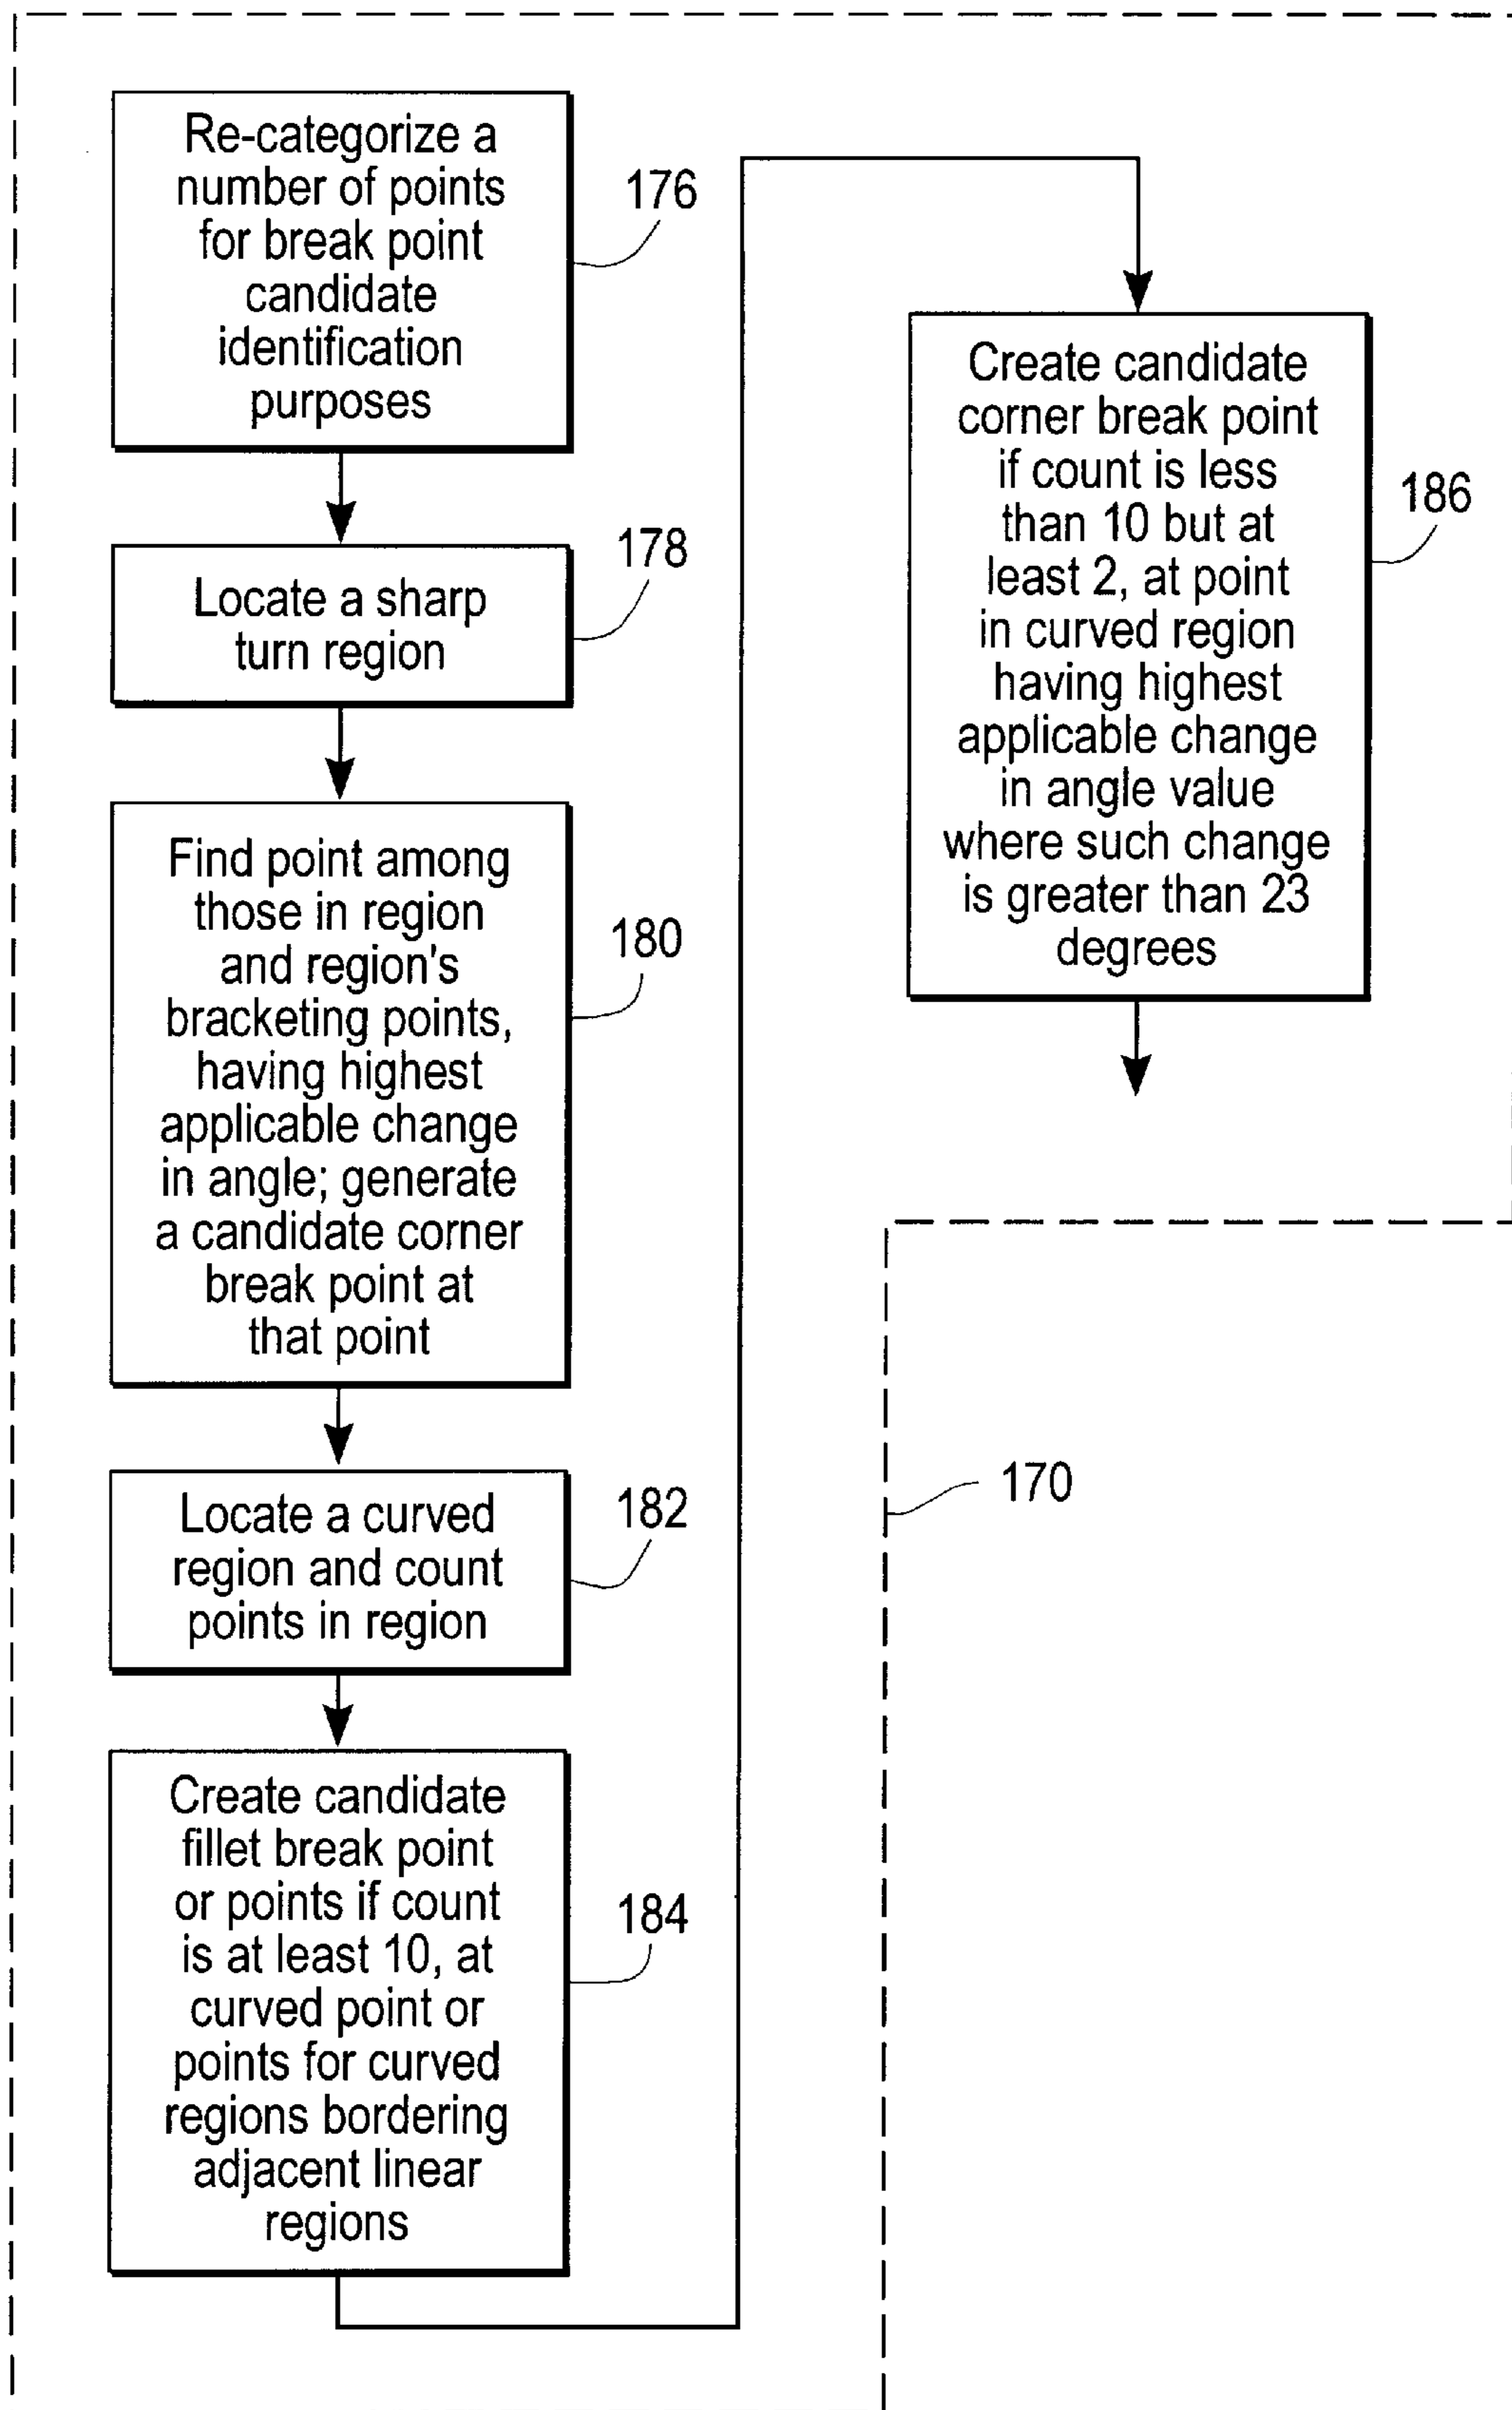 Re-categorize a
number of points
for break point
candidate
identification
purposes
176
Locate a sharp
turn region
178
Find point among
those in region
and region's
bracketing points,
having highest
applicable change
in angle; generate
a candidate corner
break point at
that point
180
Locate a curved
region and count
points in region
182
Create candidate
fillet break point
or points if count
is at least 10, at
curved point or
points for curved
regions bordering
adjacent linear
regions
184
Create candidate
corner break point
if count is less
than 10 but at
least 2, at point
in curved region
having highest
applicable change
in angle value
where such change
is greater than 23
degrees
186
170